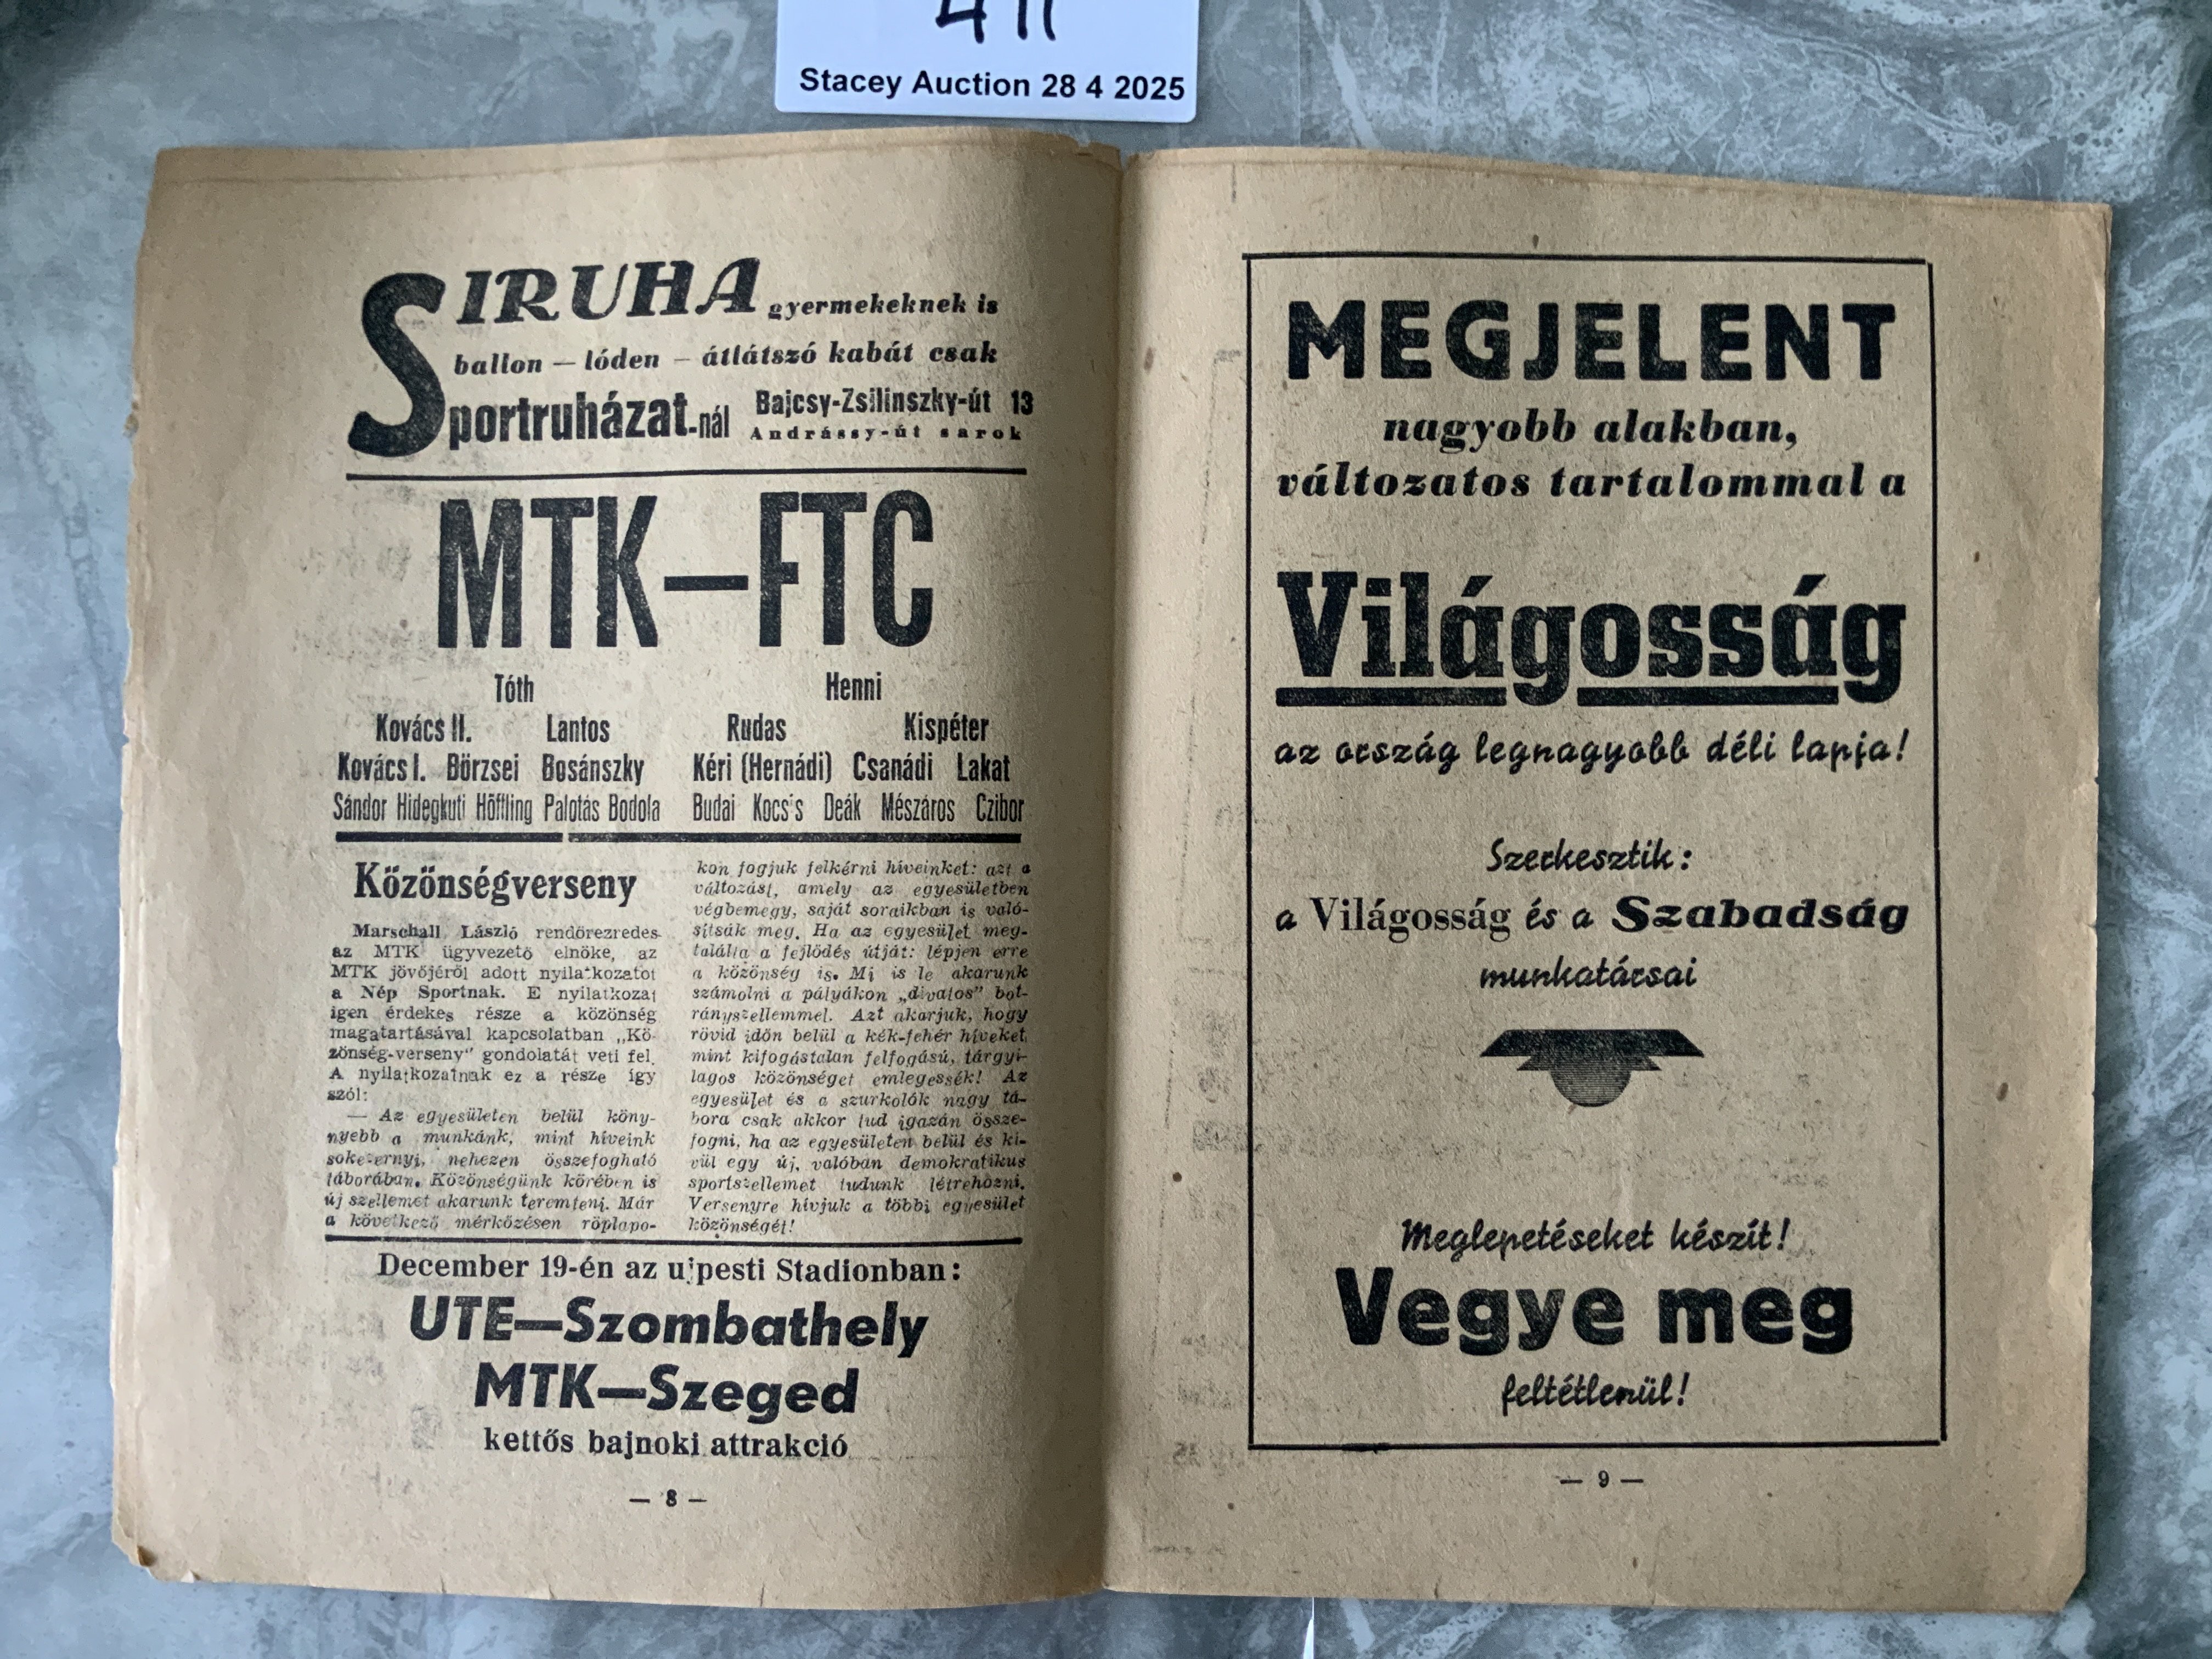 411
Stacey Auction 28 4 2025
SIRUHA gyermekeknek is
ballon — lóden — átlátszó kabát csak
Sportruházat-nál Bajcsy-Zsilinszky-út 13
Andrássy-út sarok
MTK—FTC
Tóth Henni
Kovács II. Lantos Rudas Kispéter
Kovács I. Börzsei Bosánszky Kéri (Hernádi) Csanádi Lakat
Sándor Hidegkuti Höffling Palotás Bodola Budai Kocsis Deák Mészáros Czibor
Közönségverseny
Marschall László rendőrezredes
az MTK ügyvezető elnöke, az
MTK jövőjéről adott nyilatkozatot
a Nép Sportnak. E nyilatkozat
igen érdekes része a közönség
magatartásával kapcsolatban „Kö-
zönség-verseny" gondolatát veti fel.
A nyilatkozatnak ez a része így
szól:
— Az egyesületen belül köny-
nyebb a munkánk, mint híveink
sokezernyi, nehezen összefogható
táborában. Közönségünk körében is
új szellemet akarunk teremteni. Már
a következő mérkőzésen röplapo-
kon fogjuk felkérni híveinket: azt a
változást, amely az egyesületben
végbemegy, saját soraikban is való-
sítsák meg. Ha az egyesület meg-
találta a fejlődés útját: lépjen erre
a közönség is. Mi is le akarunk
számolni a pályákon „divatos" bot-
rányszellemmel. Azt akarjuk, hogy
rövid időn belül a kék-fehér híveket
mint kifogástalan felfogású, tárgyi-
lagos közönséget emlegessék! Az
egyesület és a szurkolók nagy tá-
bora csak akkor tud igazán össze-
fogni, ha az egyesületen belül és ki-
vül egy új, valóban demokratikus
sportszellemet tudunk létrehozni.
Versenyre hívjuk a többi egyesület
közönségét!
December 19-én az ujpesti Stadionban:
UTE—Szombathely
MTK—Szeged
kettős bajnoki attrakció
— 8 —
MEGJELENT
nagyobb alakban,
változatos tartalommal a
Világosság
az ország legnagyobb déli lapja!
Szerkesztik:
a Világosság és a Szabadság
munkatársai
Meglepetéseket készít!
Vegye meg
feltétlenül!
— 9 —